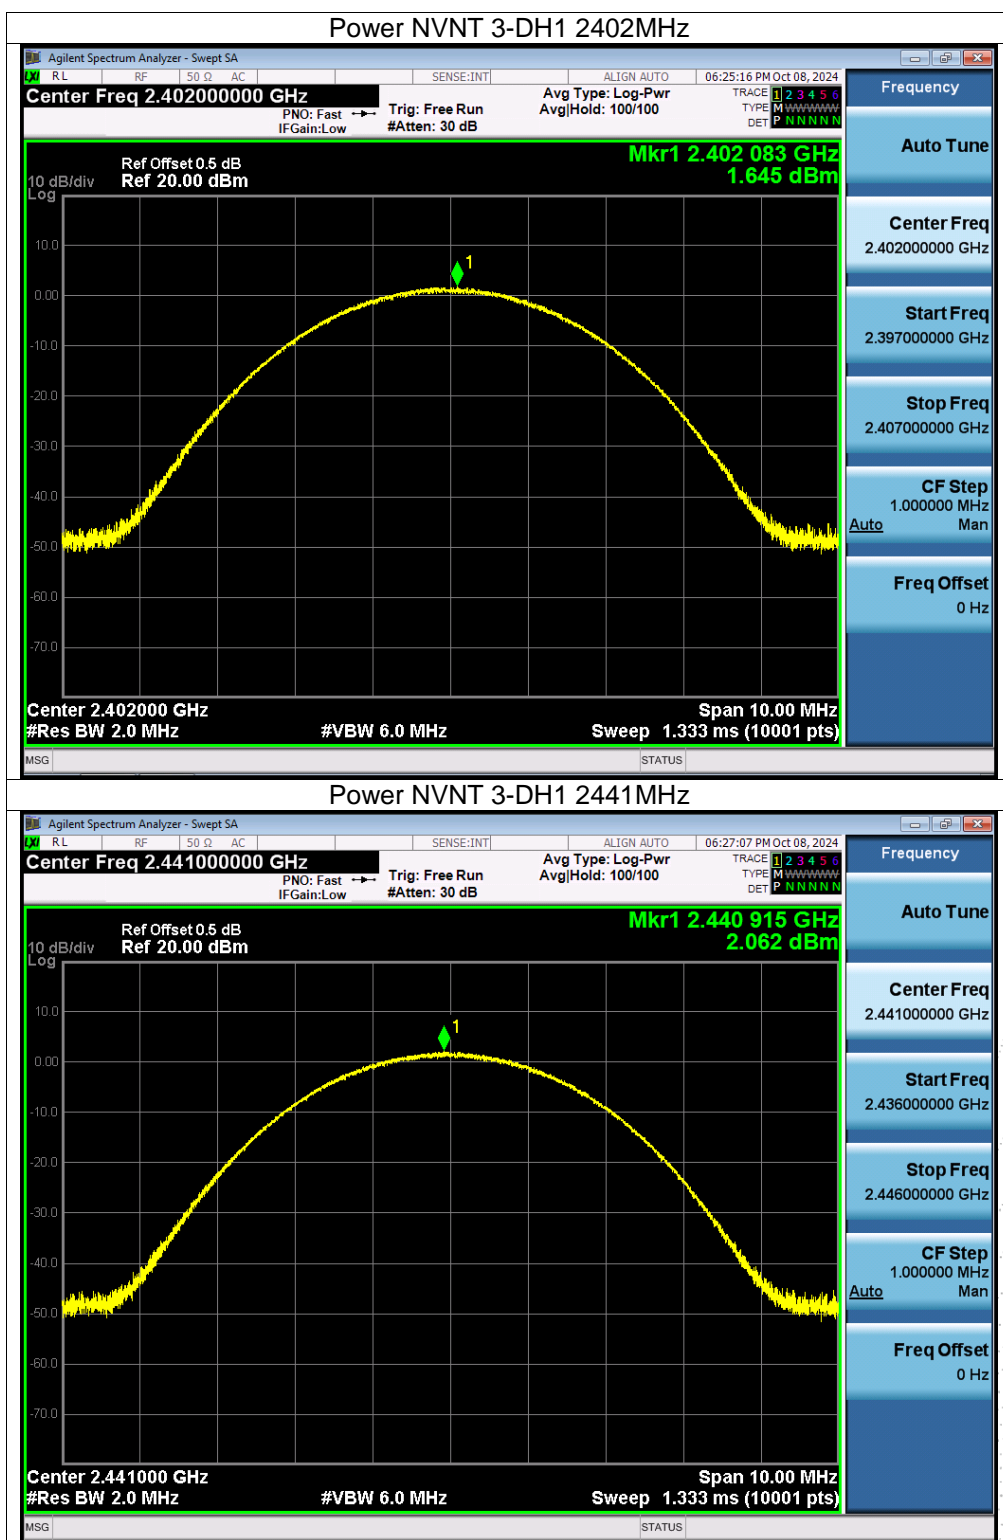 Power NVNT 3-DH1 2402MHz
Agilent Spectrum Analyzer - Swept SA
LXI RL RF 50 Ω AC SENSE:INT ALIGN AUTO 06:25:16 PM Oct 08, 2024
Center Freq 2.402000000 GHz
PNO: Fast
IFGain:Low
Trig: Free Run
#Atten: 30 dB
Avg Type: Log-Pwr
Avg|Hold: 100/100
TRACE 1 2 3 4 5 6
TYPE M WWWWW
DET P N N N N N
Ref Offset 0.5 dB
Ref 20.00 dBm
10 dB/div
Log
Mkr1 2.402 083 GHz
1.645 dBm
1
10.0
0.00
-10.0
-20.0
-30.0
-40.0
-50.0
-60.0
-70.0
Center 2.402000 GHz
Span 10.00 MHz
#Res BW 2.0 MHz
#VBW 6.0 MHz
Sweep 1.333 ms (10001 pts)
MSG
STATUS
Frequency
Auto Tune
Center Freq
2.402000000 GHz
Start Freq
2.397000000 GHz
Stop Freq
2.407000000 GHz
CF Step
1.000000 MHz
Auto Man
Freq Offset
0 Hz
Power NVNT 3-DH1 2441MHz
Agilent Spectrum Analyzer - Swept SA
LXI RL RF 50 Ω AC SENSE:INT ALIGN AUTO 06:27:07 PM Oct 08, 2024
Center Freq 2.441000000 GHz
PNO: Fast
IFGain:Low
Trig: Free Run
#Atten: 30 dB
Avg Type: Log-Pwr
Avg|Hold: 100/100
TRACE 1 2 3 4 5 6
TYPE M WWWWW
DET P N N N N N
Ref Offset 0.5 dB
Ref 20.00 dBm
10 dB/div
Log
Mkr1 2.440 915 GHz
2.062 dBm
1
10.0
0.00
-10.0
-20.0
-30.0
-40.0
-50.0
-60.0
-70.0
Center 2.441000 GHz
Span 10.00 MHz
#Res BW 2.0 MHz
#VBW 6.0 MHz
Sweep 1.333 ms (10001 pts)
MSG
STATUS
Frequency
Auto Tune
Center Freq
2.441000000 GHz
Start Freq
2.436000000 GHz
Stop Freq
2.446000000 GHz
CF Step
1.000000 MHz
Auto Man
Freq Offset
0 Hz